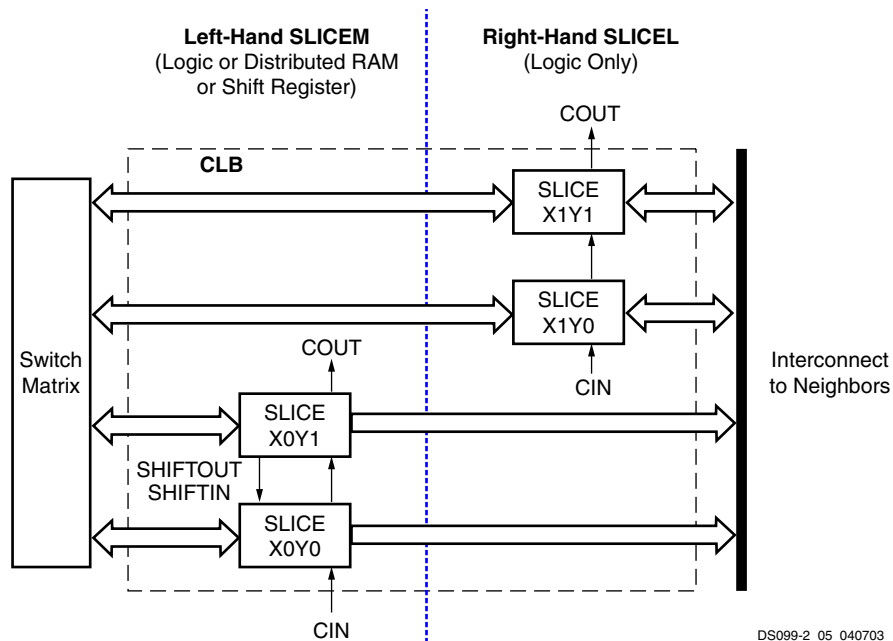 Left-Hand SLICEM
(Logic or Distributed RAM
or Shift Register)
Right-Hand SLICEL
(Logic Only)
COUT
CLB
SLICE
X1Y1
SLICE
X1Y0
COUT
CIN
Switch
Matrix
Interconnect
to Neighbors
SLICE
X0Y1
SHIFTOUT
SHIFTIN
SLICE
X0Y0
CIN
DS099-2_05_040703